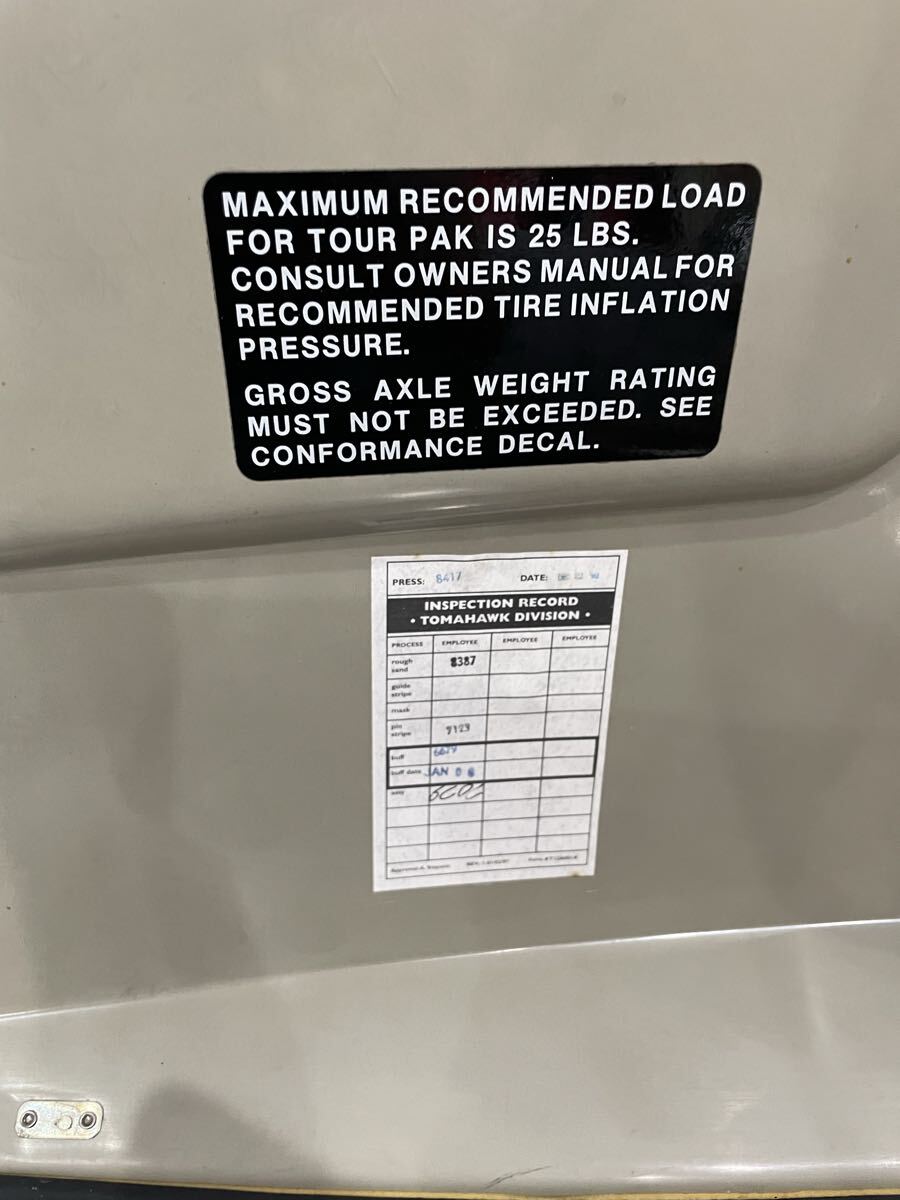 MAXIMUM RECOMMENDED LOAD
FOR TOUR PAK IS 25 LBS.
CONSULT OWNERS MANUAL FOR
RECOMMENDED TIRE INFLATION
PRESSURE.
GROSS AXLE WEIGHT RATING
MUST NOT BE EXCEEDED. SEE
CONFORMANCE DECAL.
PRESS: 8417 DATE:
INSPECTION RECORD
• TOMAHAWK DIVISION •
PROCESS EMPLOYEE EMPLOYEE EMPLOYEE
rough
sand 8387
guide
stripe
mask
pin
stripe
buff
buff date JAN 0